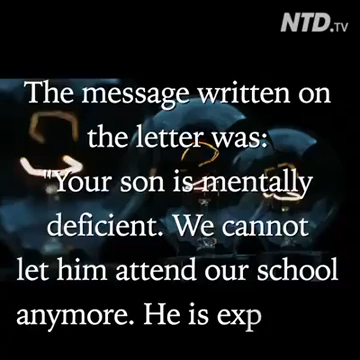 NTD.TV
The message written on
the letter was:
"Your son is mentally
deficient. We cannot
let him attend our school
anymore. He is exp